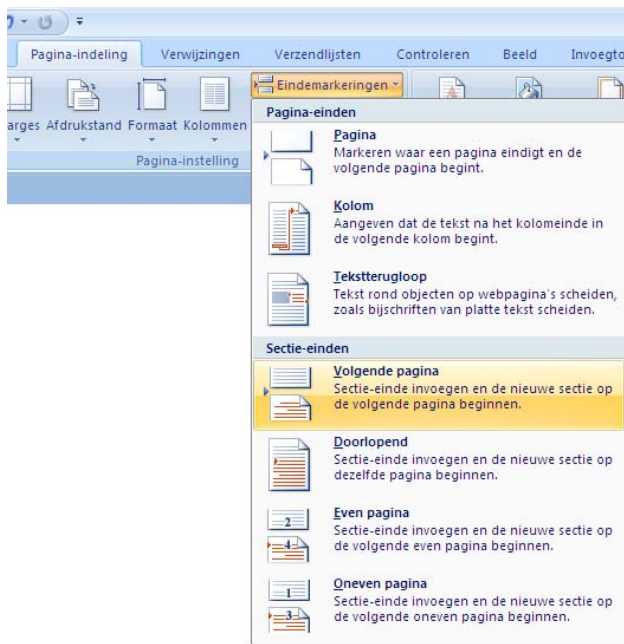 Pagina-indeling Verwijzingen Verzendlijsten Controleren Beeld Invoegto
Eindemarkeringen
arges Afdrukstand Formaat Kolommen
Pagina-instelling
Pagina-einden
Pagina
Markeren waar een pagina eindigt en de
volgende pagina begint.
Kolom
Aangeven dat de tekst na het kolomeinde in
de volgende kolom begint.
Tekstterugloop
Tekst rond objecten op webpagina's scheiden,
zoals bijschriften van platte tekst scheiden.
Sectie-einden
Volgende pagina
Sectie-einde invoegen en de nieuwe sectie op
de volgende pagina beginnen.
Doorlopend
Sectie-einde invoegen en de nieuwe sectie op
dezelfde pagina beginnen.
2
4
Even pagina
Sectie-einde invoegen en de nieuwe sectie op
de volgende even pagina beginnen.
1
3
Oneven pagina
Sectie-einde invoegen en de nieuwe sectie op
de volgende oneven pagina beginnen.